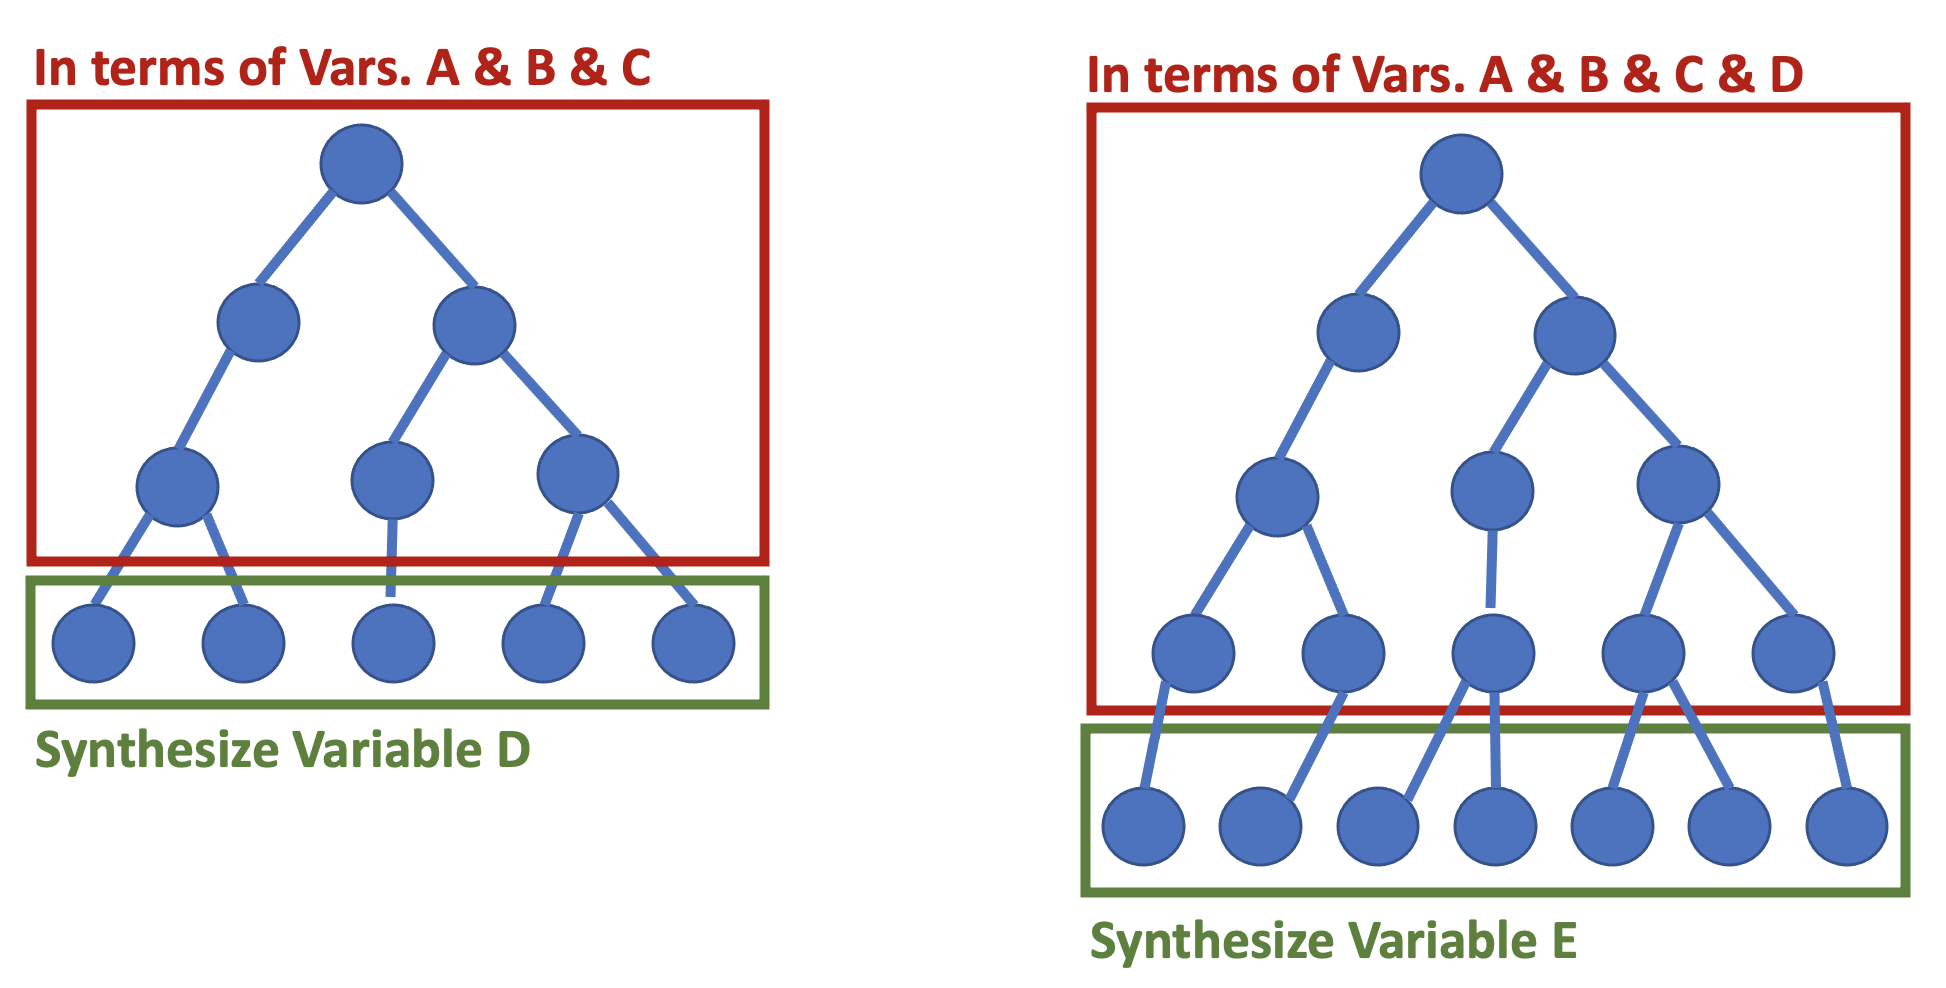 In terms of Vars. A & B & C
In terms of Vars. A & B & C & D
Synthesize Variable D
Synthesize Variable E